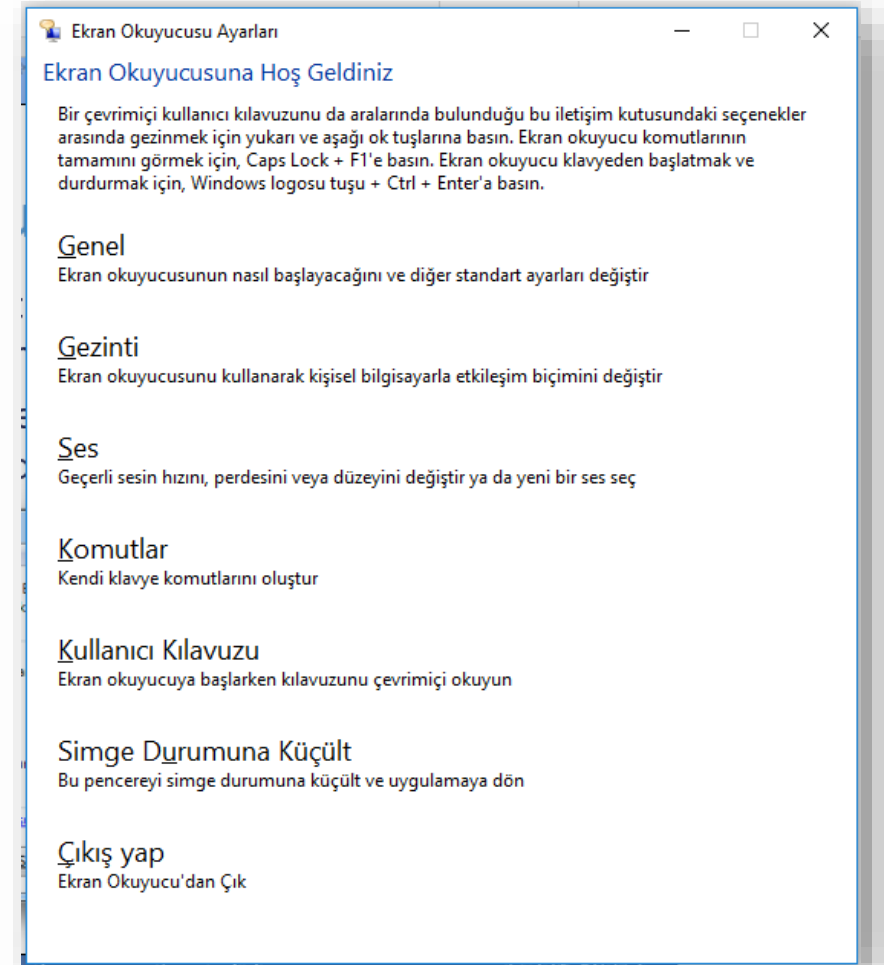 Ekran Okuyucusu Ayarları
Ekran Okuyucusuna Hoş Geldiniz
Bir çevrimiçi kullanıcı kılavuzunu da aralarında bulunduğu bu iletişim kutusundaki seçenekler
arasında gezinmek için yukarı ve aşağı ok tuşlarına basın. Ekran okuyucu komutlarının
tamamını görmek için, Caps Lock + F1'e basın. Ekran okuyucu klavyeden başlatmak ve
durdurmak için, Windows logosu tuşu + Ctrl + Enter'a basın.
Genel
Ekran okuyucusunun nasıl başlayacağını ve diğer standart ayarları değiştir
Gezinti
Ekran okuyucusunu kullanarak kişisel bilgisayarla etkileşim biçimini değiştir
Ses
Geçerli sesin hızını, perdesini veya düzeyini değiştir ya da yeni bir ses seç
Komutlar
Kendi klavye komutlarını oluştur
Kullanıcı Kılavuzu
Ekran okuyucuya başlarken kılavuzunu çevrimiçi okuyun
Simge Durumuna Küçült
Bu pencereyi simge durumuna küçült ve uygulamaya dön
Çıkış yap
Ekran Okuyucu'dan Çık